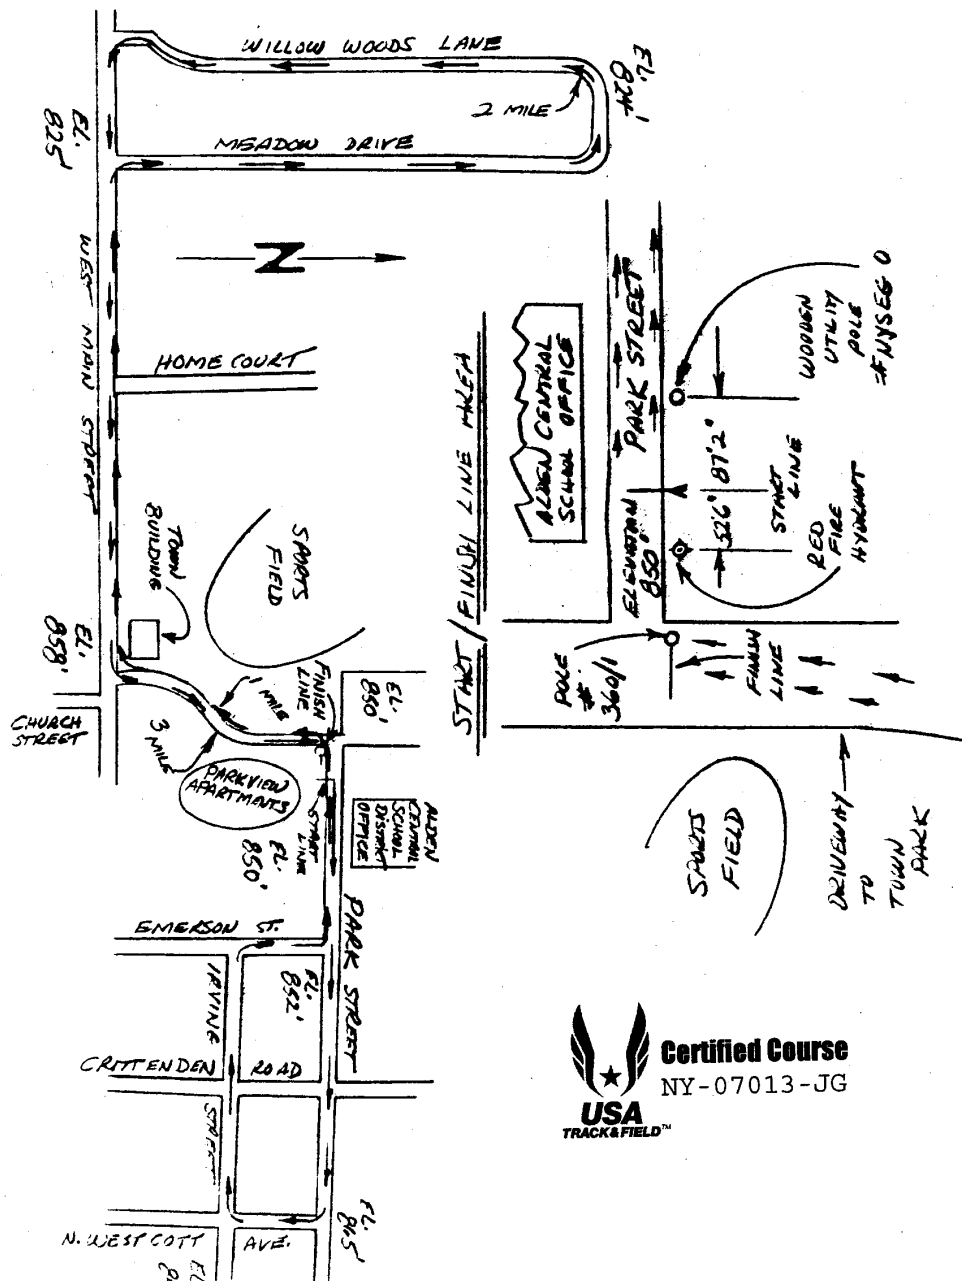 WILLOW WOODS LANE
EL.
824'
2 MILE
MEADOW DRIVE
EL.
825'
WEST MAIN STREET
N
HOME COURT
TOWN
BUILDING
SPORTS
FIELD
EL.
858'
CHURCH
STREET
3 MILE
1 MILE
FINISH
LINE
EL.
850'
PARKVIEW
APARTMENTS
START
LINE
EL.
850'
ALDEN
CENTRAL
SCHOOL
DISTRICT
OFFICE
EMERSON ST.
PARK STREET
EL.
852'
IRVING
STREET
CRITTENDEN ROAD
EL.
865'
N. WESTCOTT AVE.
EL.
START/FINISH LINE AREA
ALDEN CENTRAL
SCHOOL OFFICE
PARK STREET
ELEVATION
850'
WOODEN
UTILITY
POLE
# NYSEG 0
87'2"
52'6"
START
LINE
RED
FIRE
HYDRANT
POLE
#
360/1
FINISH
LINE
SPORTS
FIELD
DRIVEWAY
TO
TOWN
PARK
Certified Course
NY-07013-JG
USA
TRACK&FIELD™